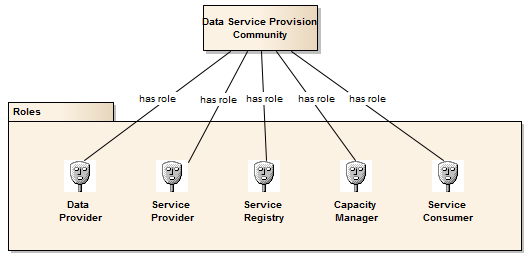 Data Service Provision
Community
has role
has role
has role
has role
has role
Roles
Data
Provider
Service
Provider
Service
Registry
Capacity
Manager
Service
Consumer